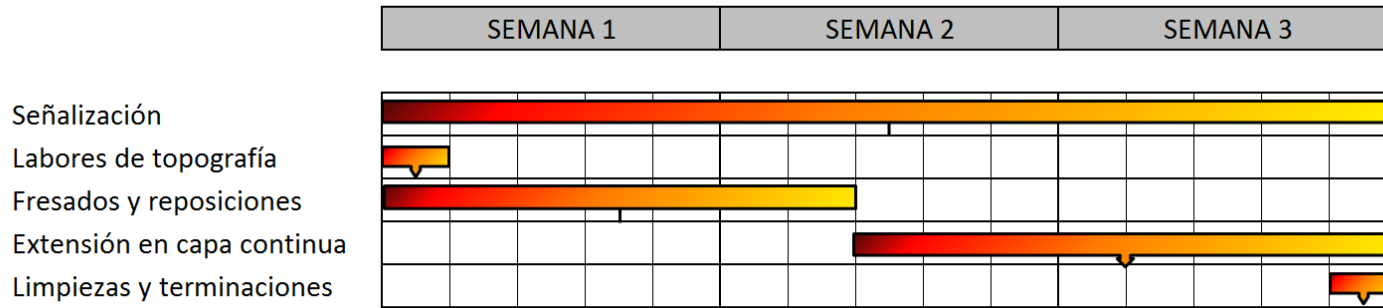 SEMANA 1 SEMANA 2 SEMANA 3
Señalización
Labores de topografía
Fresados y reposiciones
Extensión en capa continua
Limpiezas y terminaciones